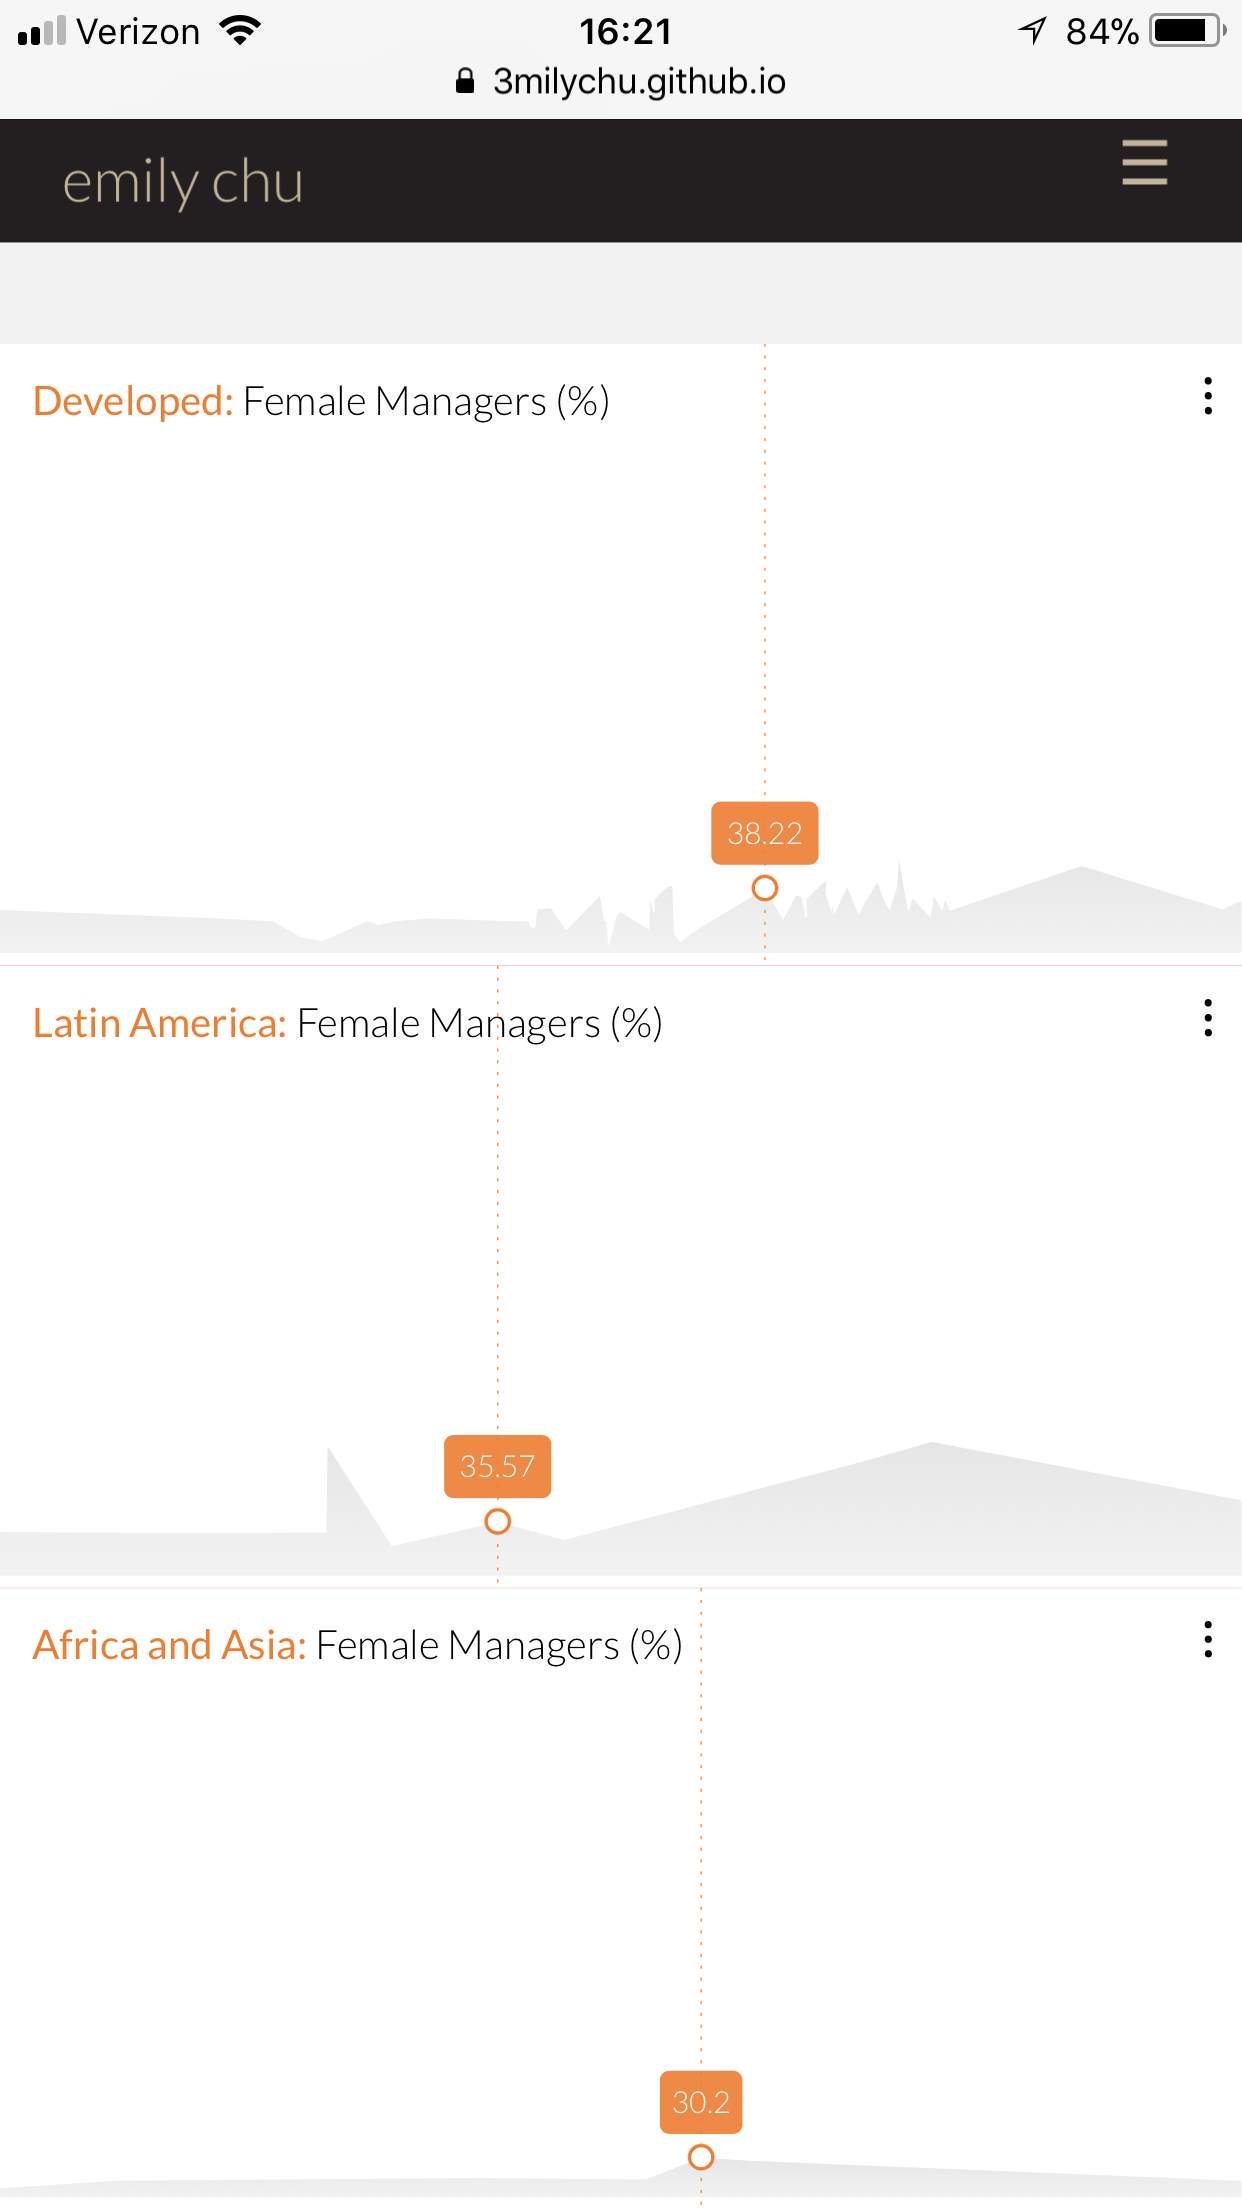 Verizon 16:21 84%
3milychu.github.io
emily chu
Developed: Female Managers (%)
38.22
Latin America: Female Managers (%)
35.57
Africa and Asia: Female Managers (%)
30.2